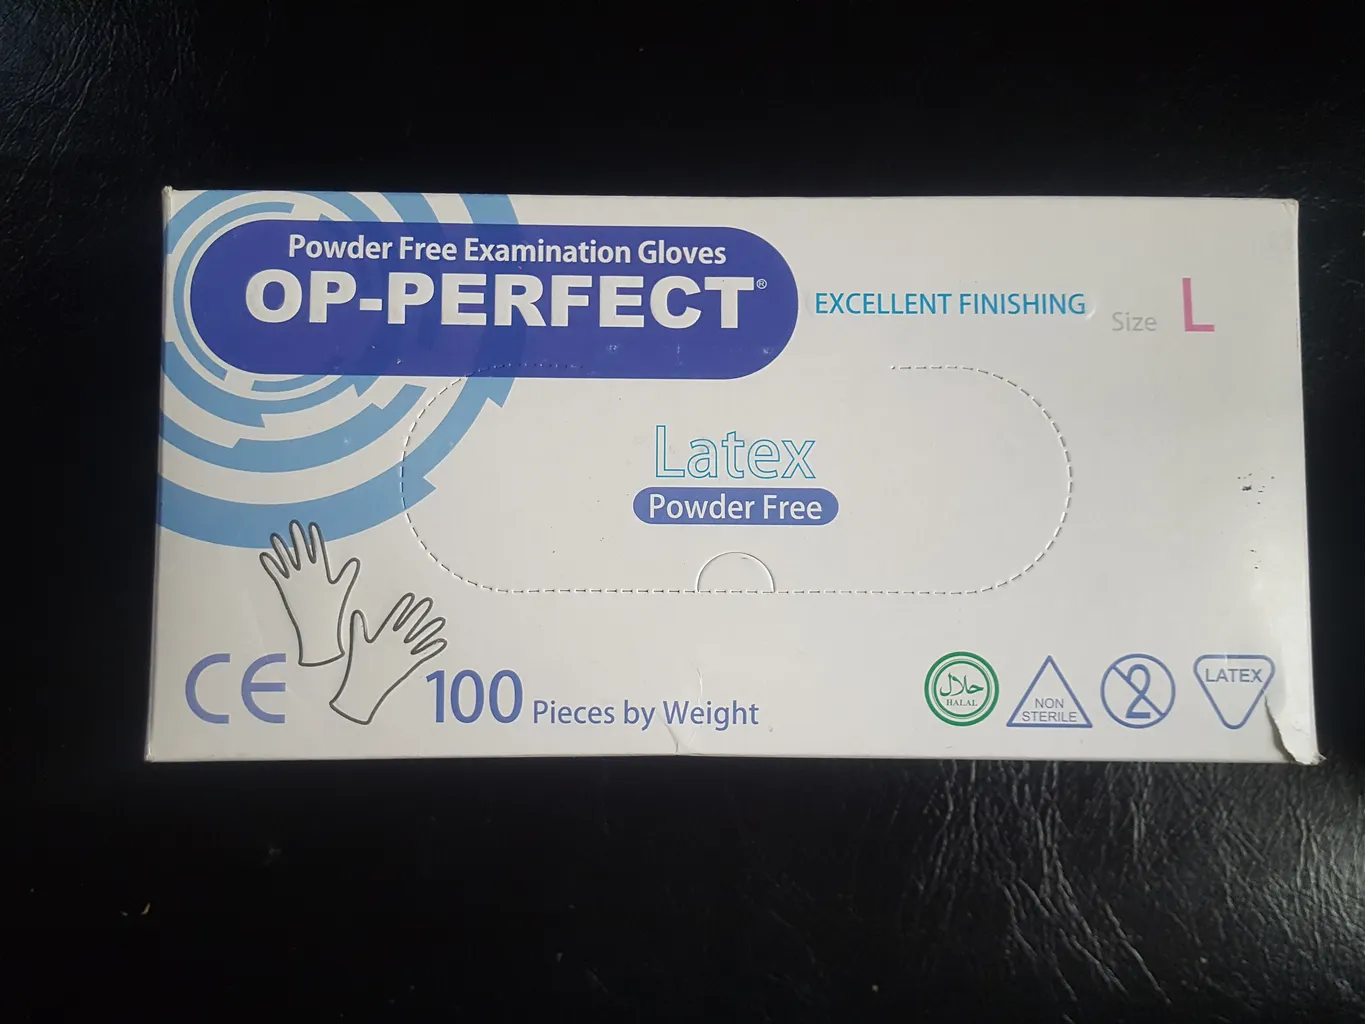 Powder Free Examination Gloves
OP-PERFECT®
EXCELLENT FINISHING
Size L
Latex
Powder Free
CE
100 Pieces by Weight
حلال
HALAL
NON
STERILE
2
LATEX